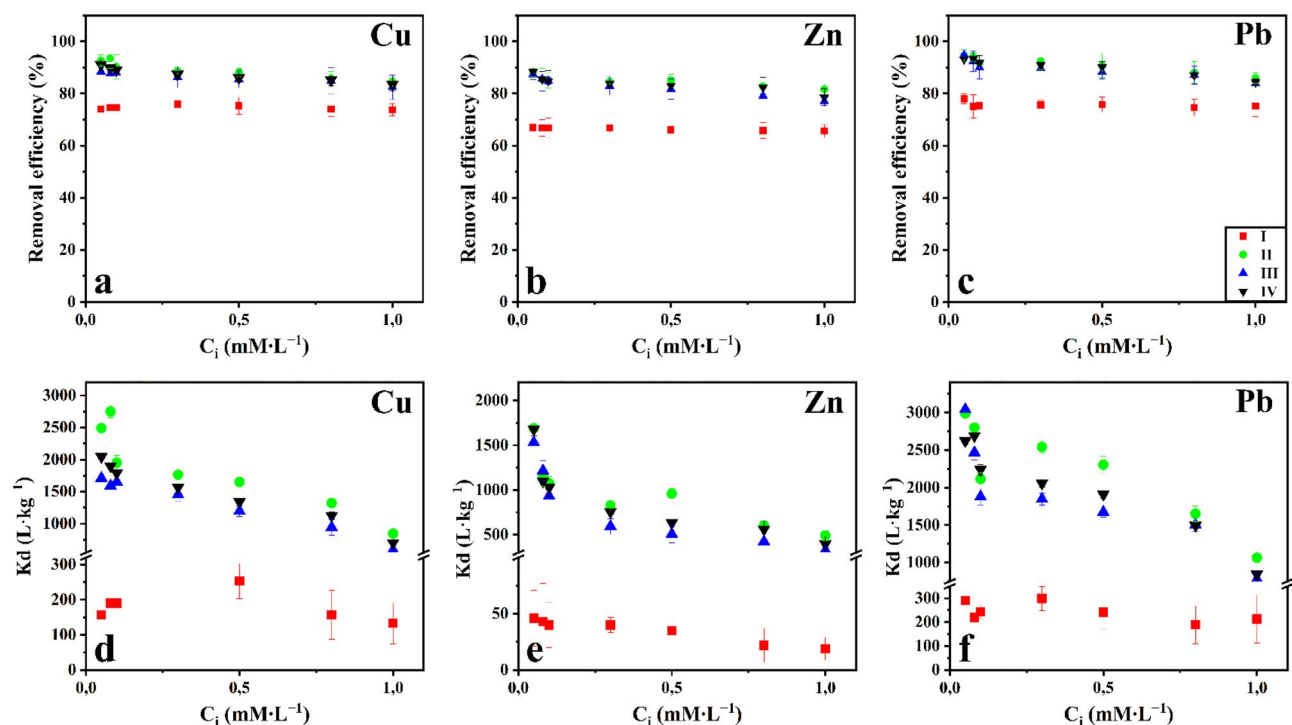 Cu
Removal efficiency (%)
100
80
60
40
20
0
a
0,0
0,5
1,0
Cᵢ (mM·L⁻¹)
Zn
Removal efficiency (%)
100
80
60
40
20
0
b
0,0
0,5
1,0
Cᵢ (mM·L⁻¹)
Pb
Removal efficiency (%)
100
80
60
40
20
0
c
I
II
III
IV
0,0
0,5
1,0
Cᵢ (mM·L⁻¹)
Cu
Kd (L·kg⁻¹)
3000
2500
2000
1500
1000
300
200
150
100
0
d
0,0
0,5
1,0
Cᵢ (mM·L⁻¹)
Zn
Kd (L·kg⁻¹)
2000
1500
1000
500
50
0
e
0,0
0,5
1,0
Cᵢ (mM·L⁻¹)
Pb
Kd (L·kg⁻¹)
3000
2500
2000
1500
1000
300
250
200
150
100
50
0
f
0,0
0,5
1,0
Cᵢ (mM·L⁻¹)